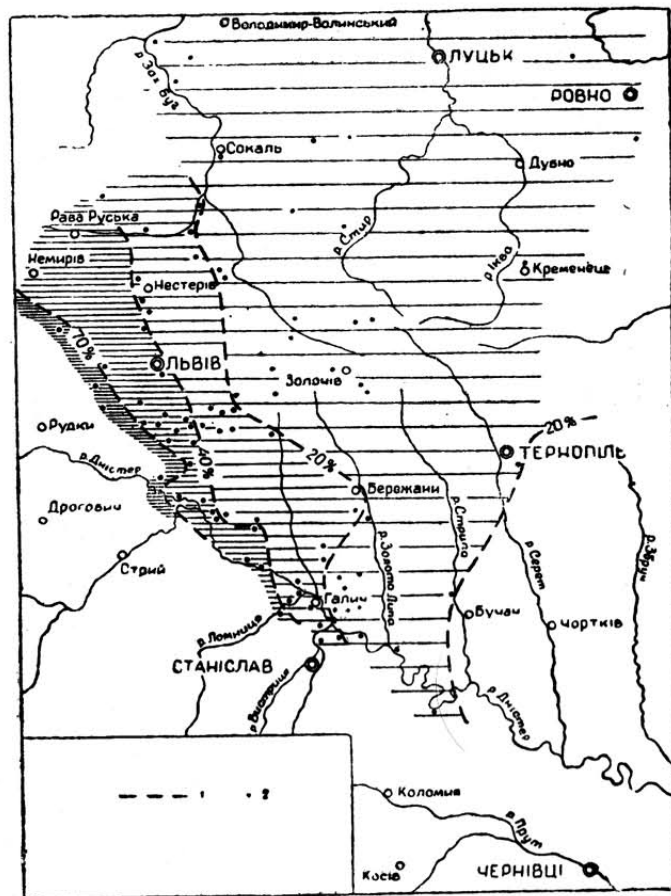 Володимир-Волинський
ЛУЦЬК
р. Зах Буг
РОВНО
Сокаль
Дубно
Рава Руська
р. Стир
р. Іква
Немирів
Кременець
Нестерів
70%
ЛЬВІВ
Золочів
Рудки
40%
20%
20%
ТЕРНОПІЛЬ
р. Дністер
Бережани
Дрогобич
р. Золота Липа
р. Стрипа
р. Серет
р. Збруч
Стрий
Галич
Бучач
Чортків
р. Ломниця
СТАНІСЛАВ
р. Бистриця
р. Дністер
1
2
Коломия
р. Прут
Косів
ЧЕРНІВЦІ